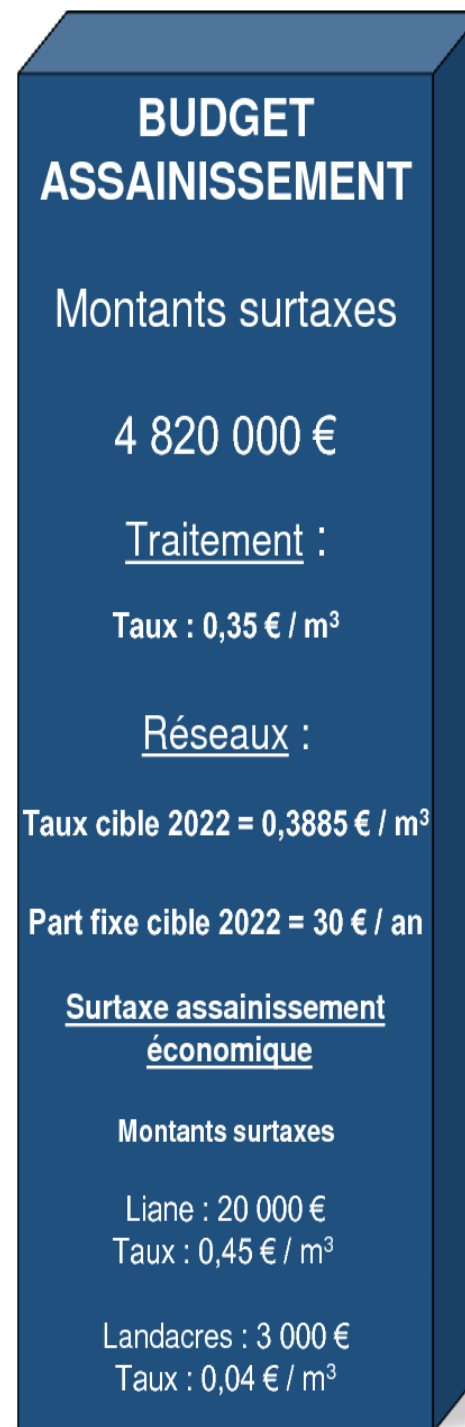 BUDGET
ASSAINISSEMENT
Montants surtaxes
4 820 000 €
Traitement :
Taux : 0,35 € / m³
Réseaux :
Taux cible 2022 = 0,3885 € / m³
Part fixe cible 2022 = 30 € / an
Surtaxe assainissement
économique
Montants surtaxes
Liane : 20 000 €
Taux : 0,45 € / m³
Landacres : 3 000 €
Taux : 0,04 € / m³